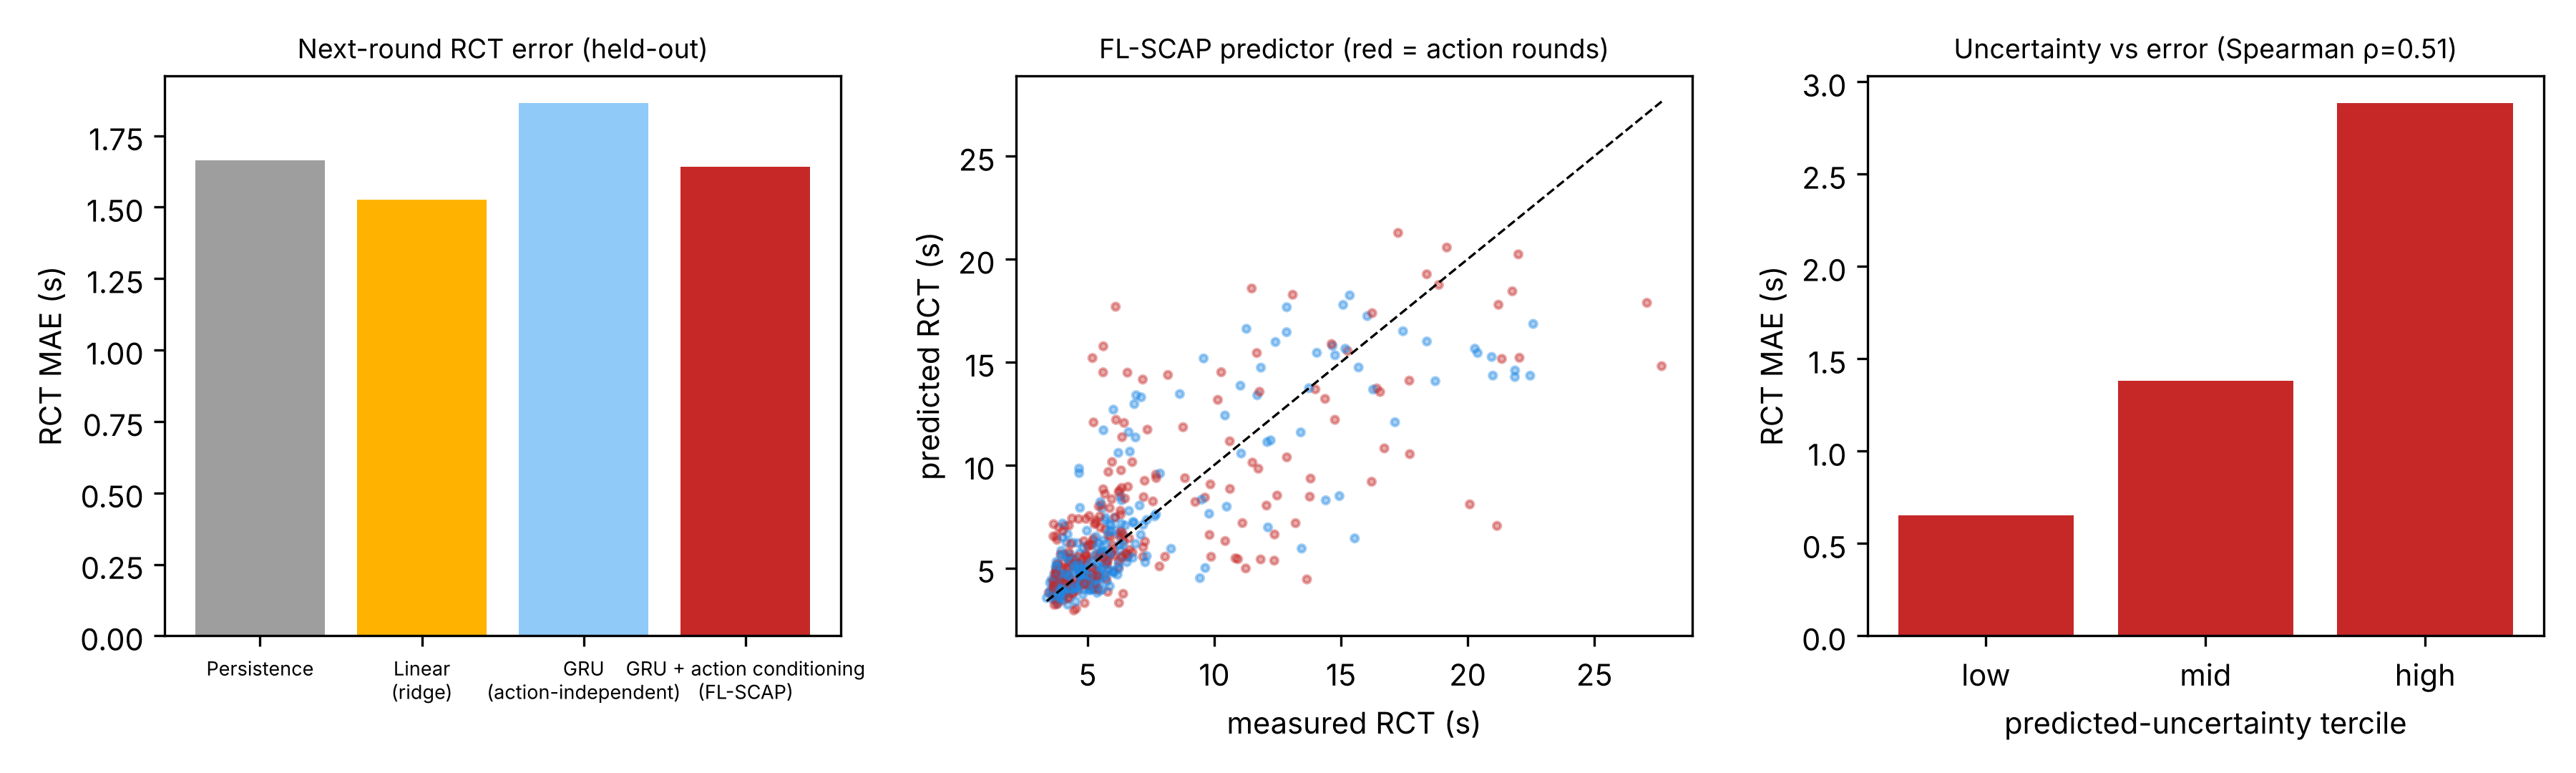 Next-round RCT error (held-out)
RCT MAE (s)
1.75
1.50
1.25
1.00
0.75
0.50
0.25
0.00
Persistence
Linear
(ridge)
GRU
(action-independent)
GRU + action conditioning
(FL-SCAP)
FL-SCAP predictor (red = action rounds)
predicted RCT (s)
25
20
15
10
5
5
10
15
20
25
measured RCT (s)
Uncertainty vs error (Spearman ρ=0.51)
RCT MAE (s)
3.0
2.5
2.0
1.5
1.0
0.5
0.0
low
mid
high
predicted-uncertainty tercile